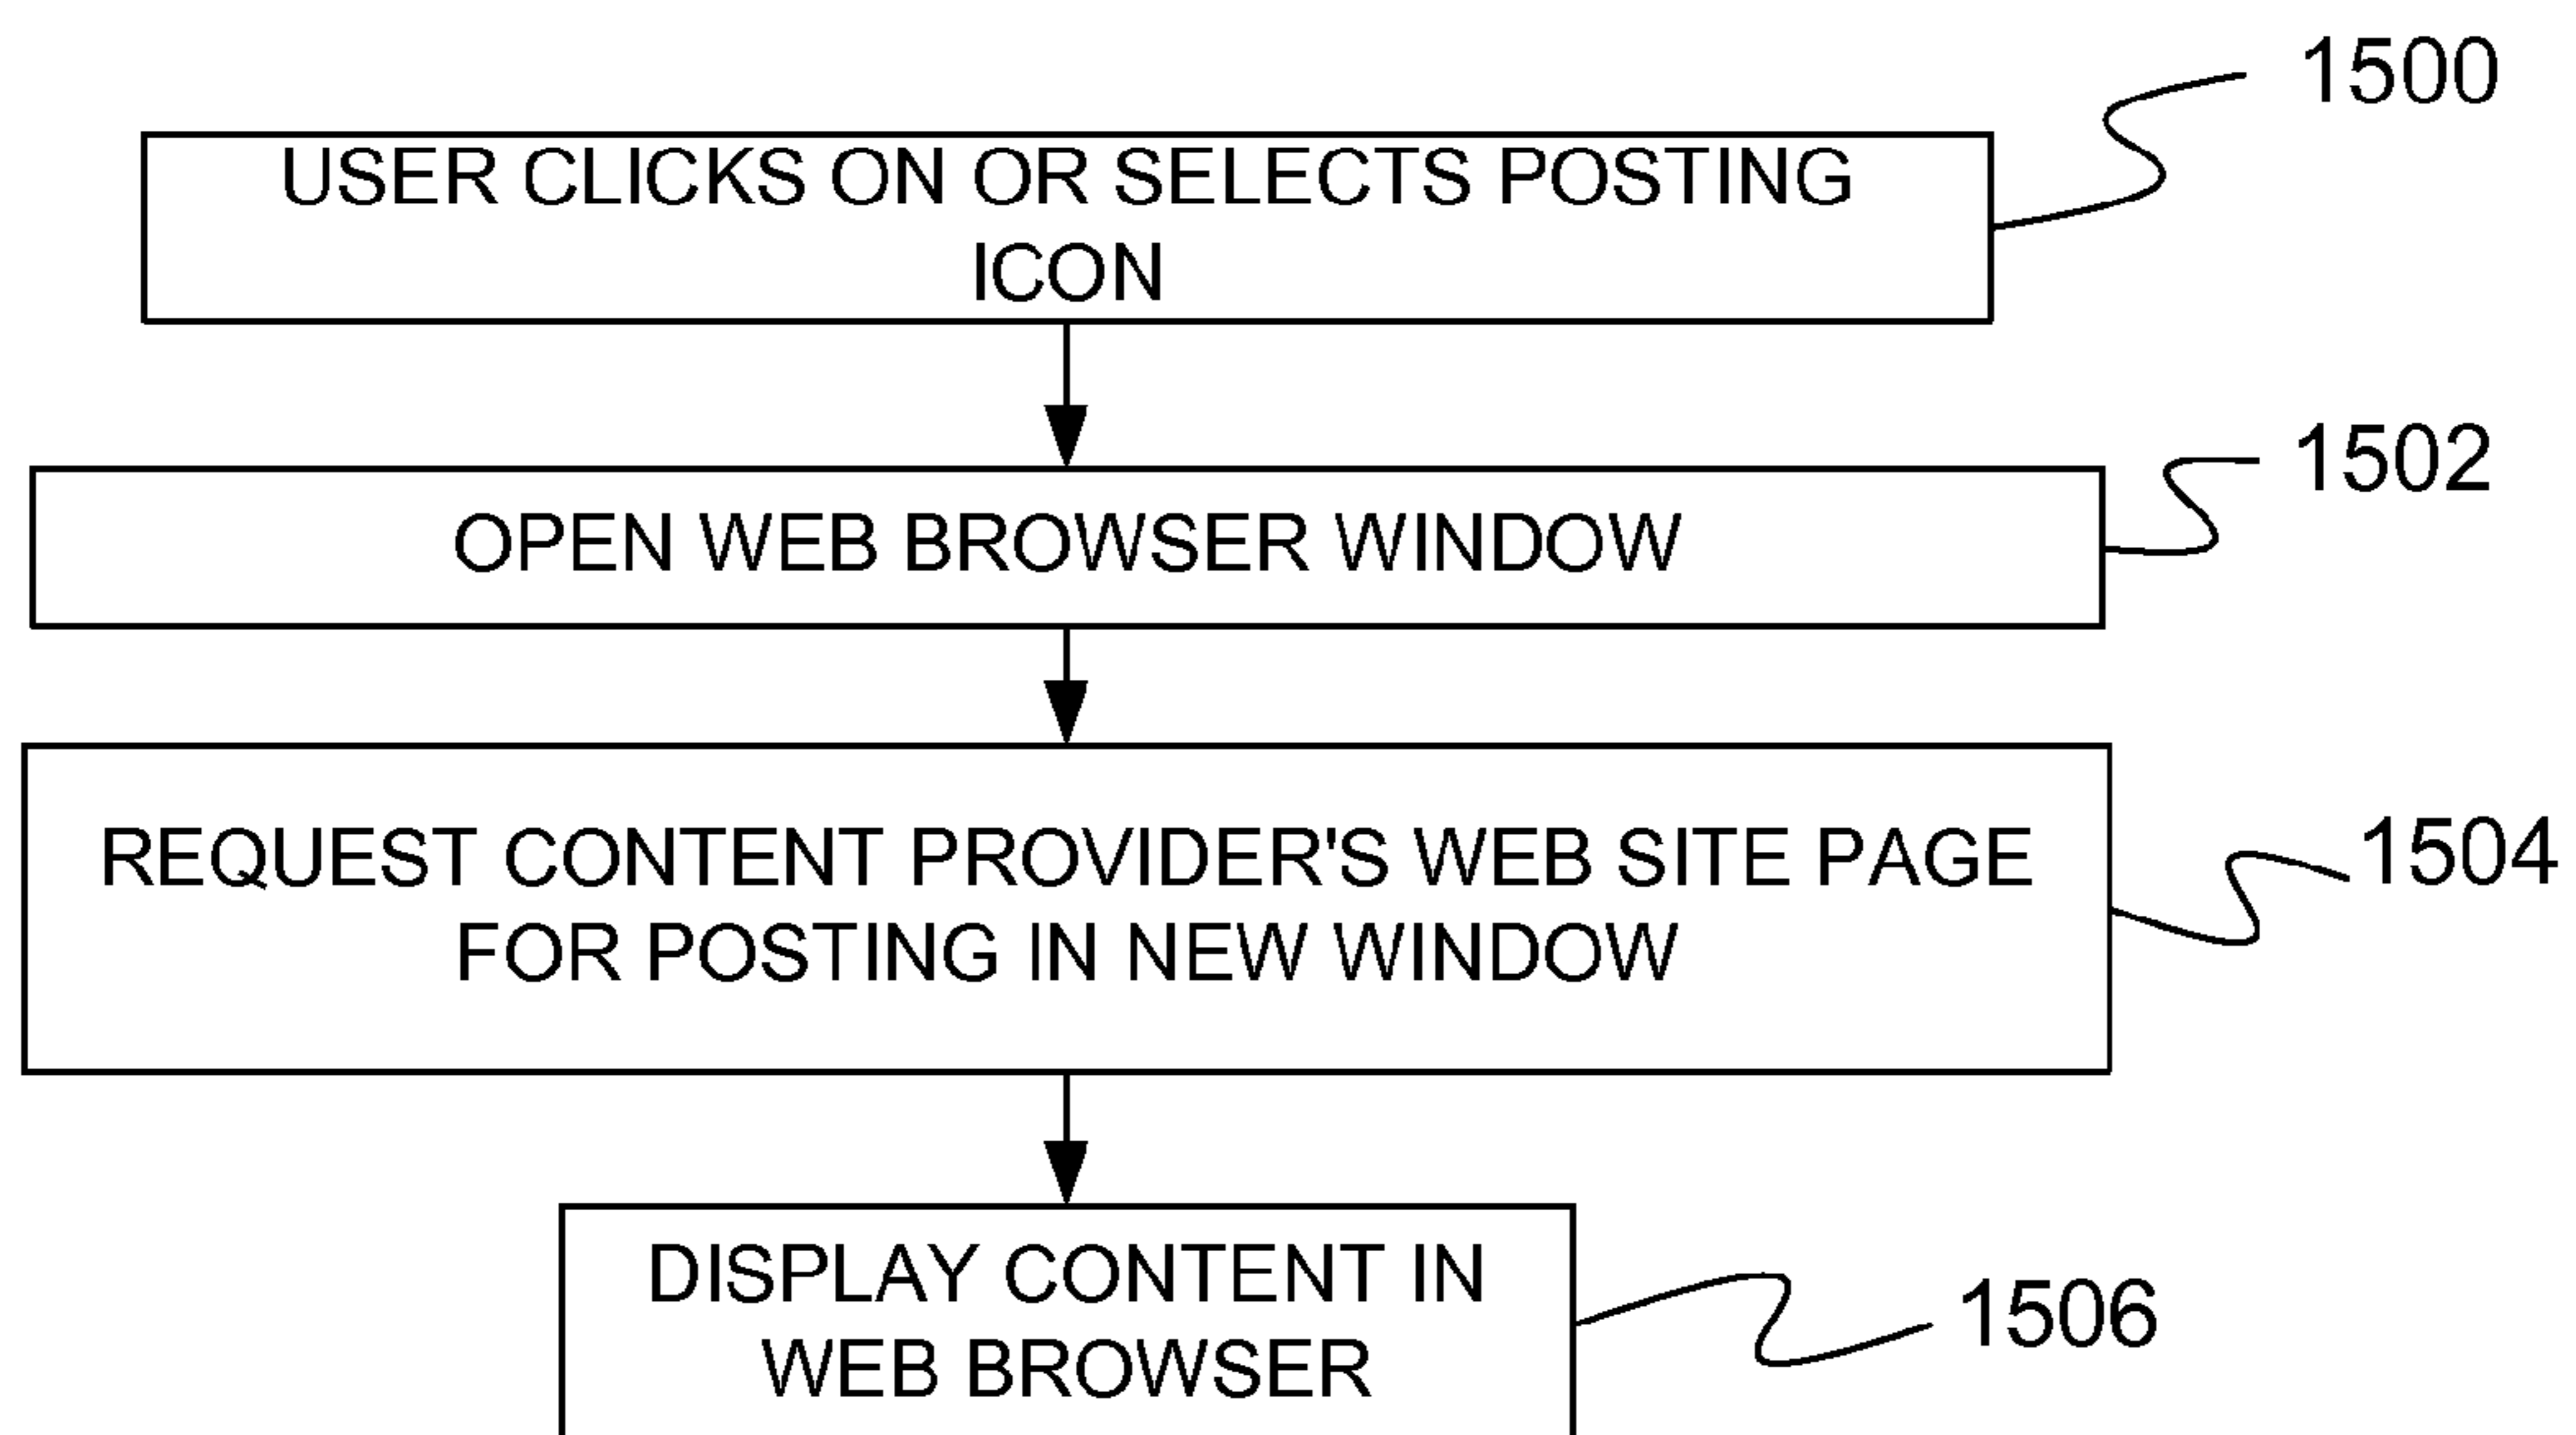 1500
USER CLICKS ON OR SELECTS POSTING
ICON
1502
OPEN WEB BROWSER WINDOW
1504
REQUEST CONTENT PROVIDER'S WEB SITE PAGE
FOR POSTING IN NEW WINDOW
DISPLAY CONTENT IN
1506
WEB BROWSER